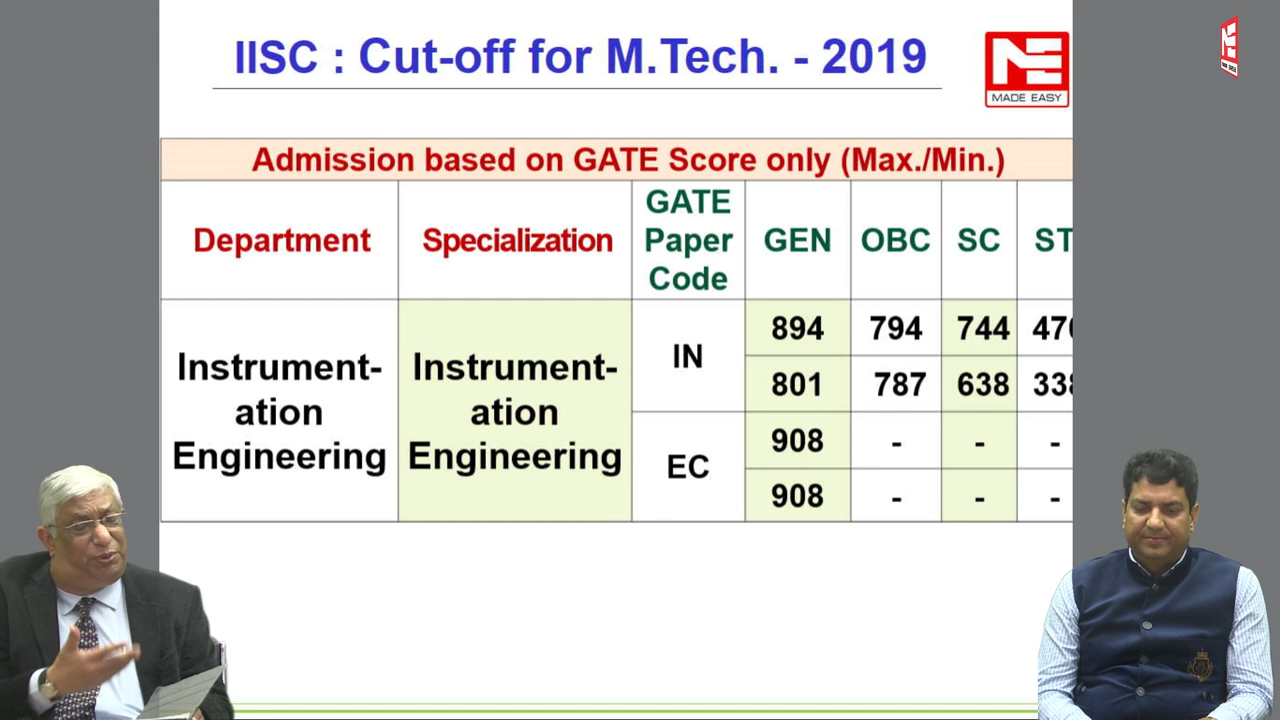 IISC : Cut-off for M.Tech. - 2019
ME
MADE EASY
Admission based on GATE Score only (Max./Min.)
Department Specialization GATE Paper Code GEN OBC SC ST
Instrument-
ation
Engineering
Instrument-
ation
Engineering
IN
894 794 744
801 787 638
EC
908 - - -
908 - - -